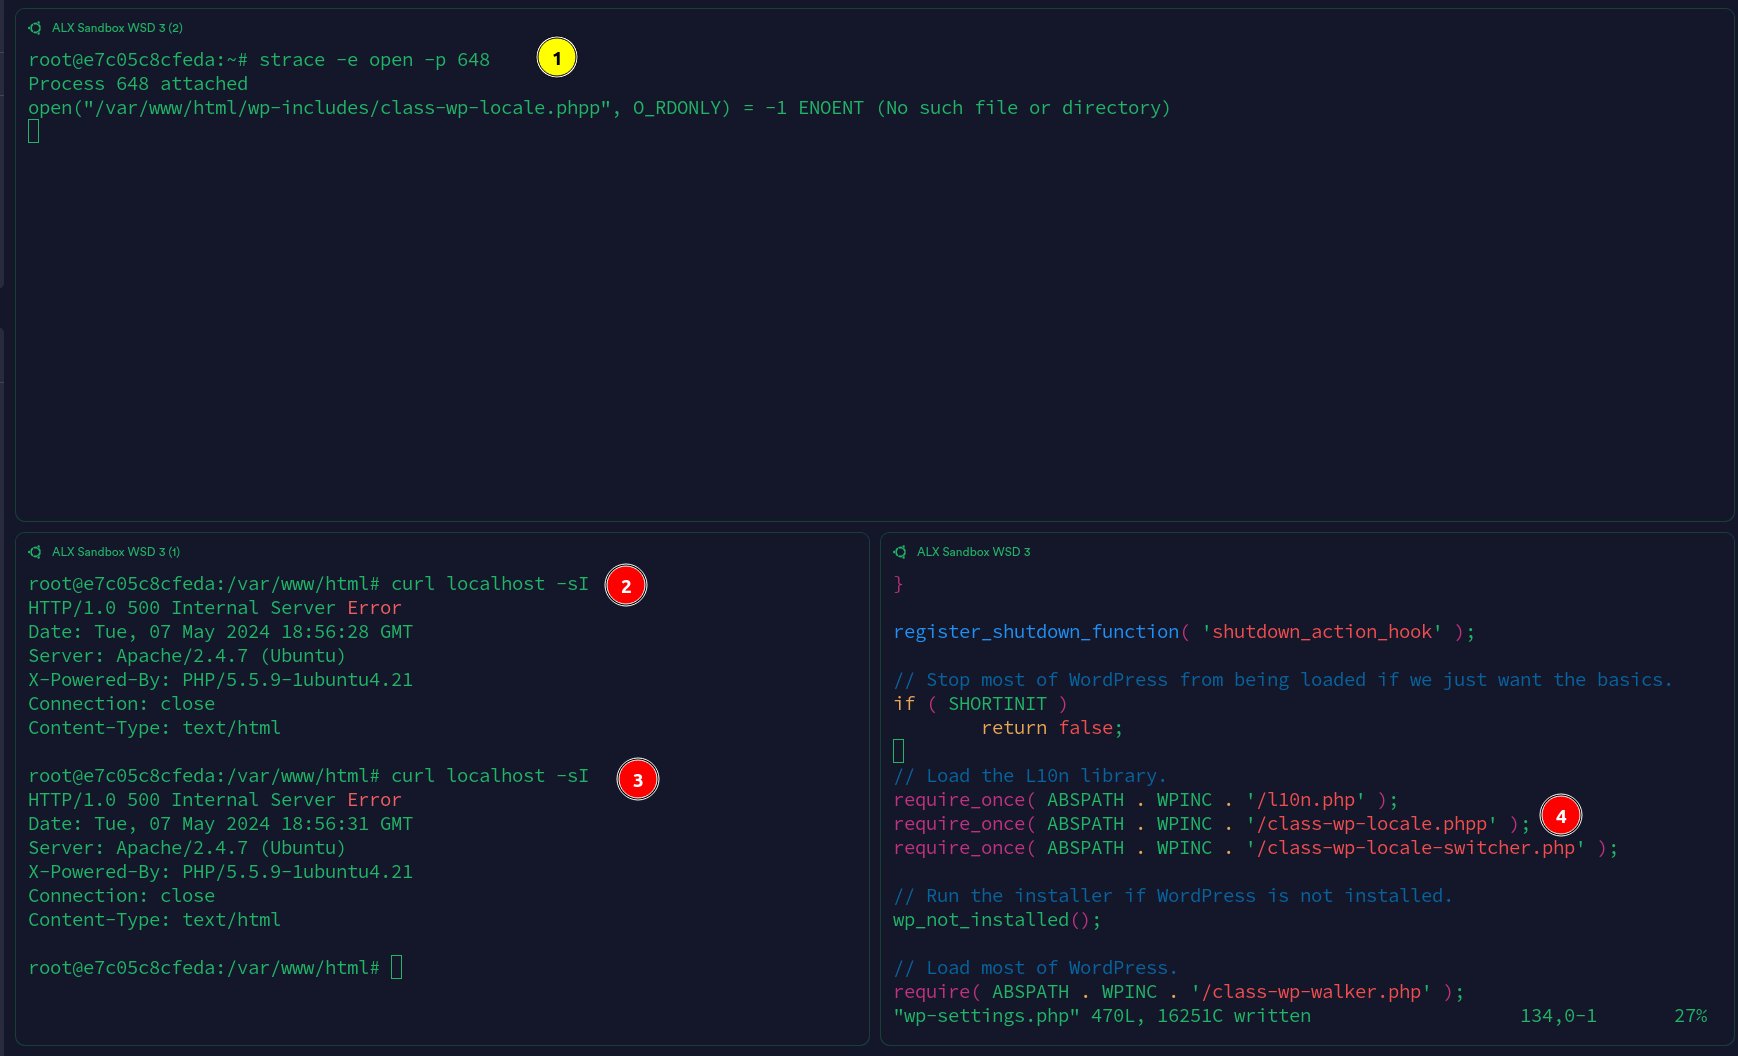 ALX Sandbox WSD 3 (2)
root@e7c05c8cfeda:~# strace -e open -p 648
1
Process 648 attached
open("/var/www/html/wp-includes/class-wp-locale.phpp", O_RDONLY) = -1 ENOENT (No such file or directory)
ALX Sandbox WSD 3 (1)
root@e7c05c8cfeda:/var/www/html# curl localhost -sI
2
HTTP/1.0 500 Internal Server Error
Date: Tue, 07 May 2024 18:56:28 GMT
Server: Apache/2.4.7 (Ubuntu)
X-Powered-By: PHP/5.5.9-1ubuntu4.21
Connection: close
Content-Type: text/html
root@e7c05c8cfeda:/var/www/html# curl localhost -sI
3
HTTP/1.0 500 Internal Server Error
Date: Tue, 07 May 2024 18:56:31 GMT
Server: Apache/2.4.7 (Ubuntu)
X-Powered-By: PHP/5.5.9-1ubuntu4.21
Connection: close
Content-Type: text/html
root@e7c05c8cfeda:/var/www/html#
ALX Sandbox WSD 3
}
register_shutdown_function( 'shutdown_action_hook' );
// Stop most of WordPress from being loaded if we just want the basics.
if ( SHORTINIT )
return false;
// Load the L10n library.
require_once( ABSPATH . WPINC . '/l10n.php' );
require_once( ABSPATH . WPINC . '/class-wp-locale.phpp' );
4
require_once( ABSPATH . WPINC . '/class-wp-locale-switcher.php' );
// Run the installer if WordPress is not installed.
wp_not_installed();
// Load most of WordPress.
require( ABSPATH . WPINC . '/class-wp-walker.php' );
"wp-settings.php" 470L, 16251C written 134,0-1 27%